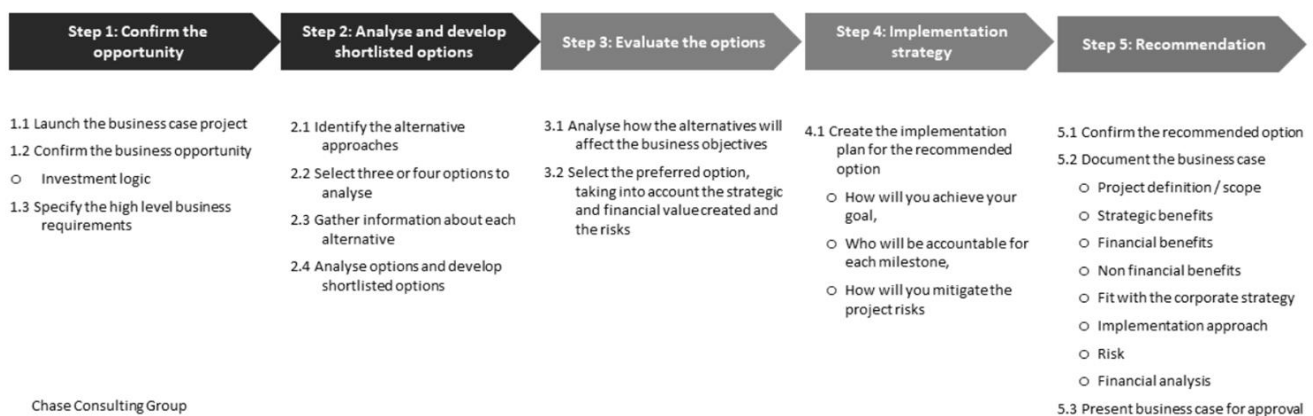 Step 1: Confirm the
opportunity
Step 2: Analyse and develop
shortlisted options
Step 3: Evaluate the options
Step 4: Implementation
strategy
Step 5: Recommendation
1.1 Launch the business case project
1.2 Confirm the business opportunity
○ Investment logic
1.3 Specify the high level business
requirements
2.1 Identify the alternative
approaches
2.2 Select three or four options to
analyse
2.3 Gather information about each
alternative
2.4 Analyse options and develop
shortlisted options
3.1 Analyse how the alternatives will
affect the business objectives
3.2 Select the preferred option,
taking into account the strategic
and financial value created and
the risks
4.1 Create the implementation
plan for the recommended
option
○ How will you achieve your
goal,
○ Who will be accountable for
each milestone,
○ How will you mitigate the
project risks
5.1 Confirm the recommended option
5.2 Document the business case
○ Project definition / scope
○ Strategic benefits
○ Financial benefits
○ Non financial benefits
○ Fit with the corporate strategy
○ Implementation approach
○ Risk
○ Financial analysis
5.3 Present business case for approval
Chase Consulting Group